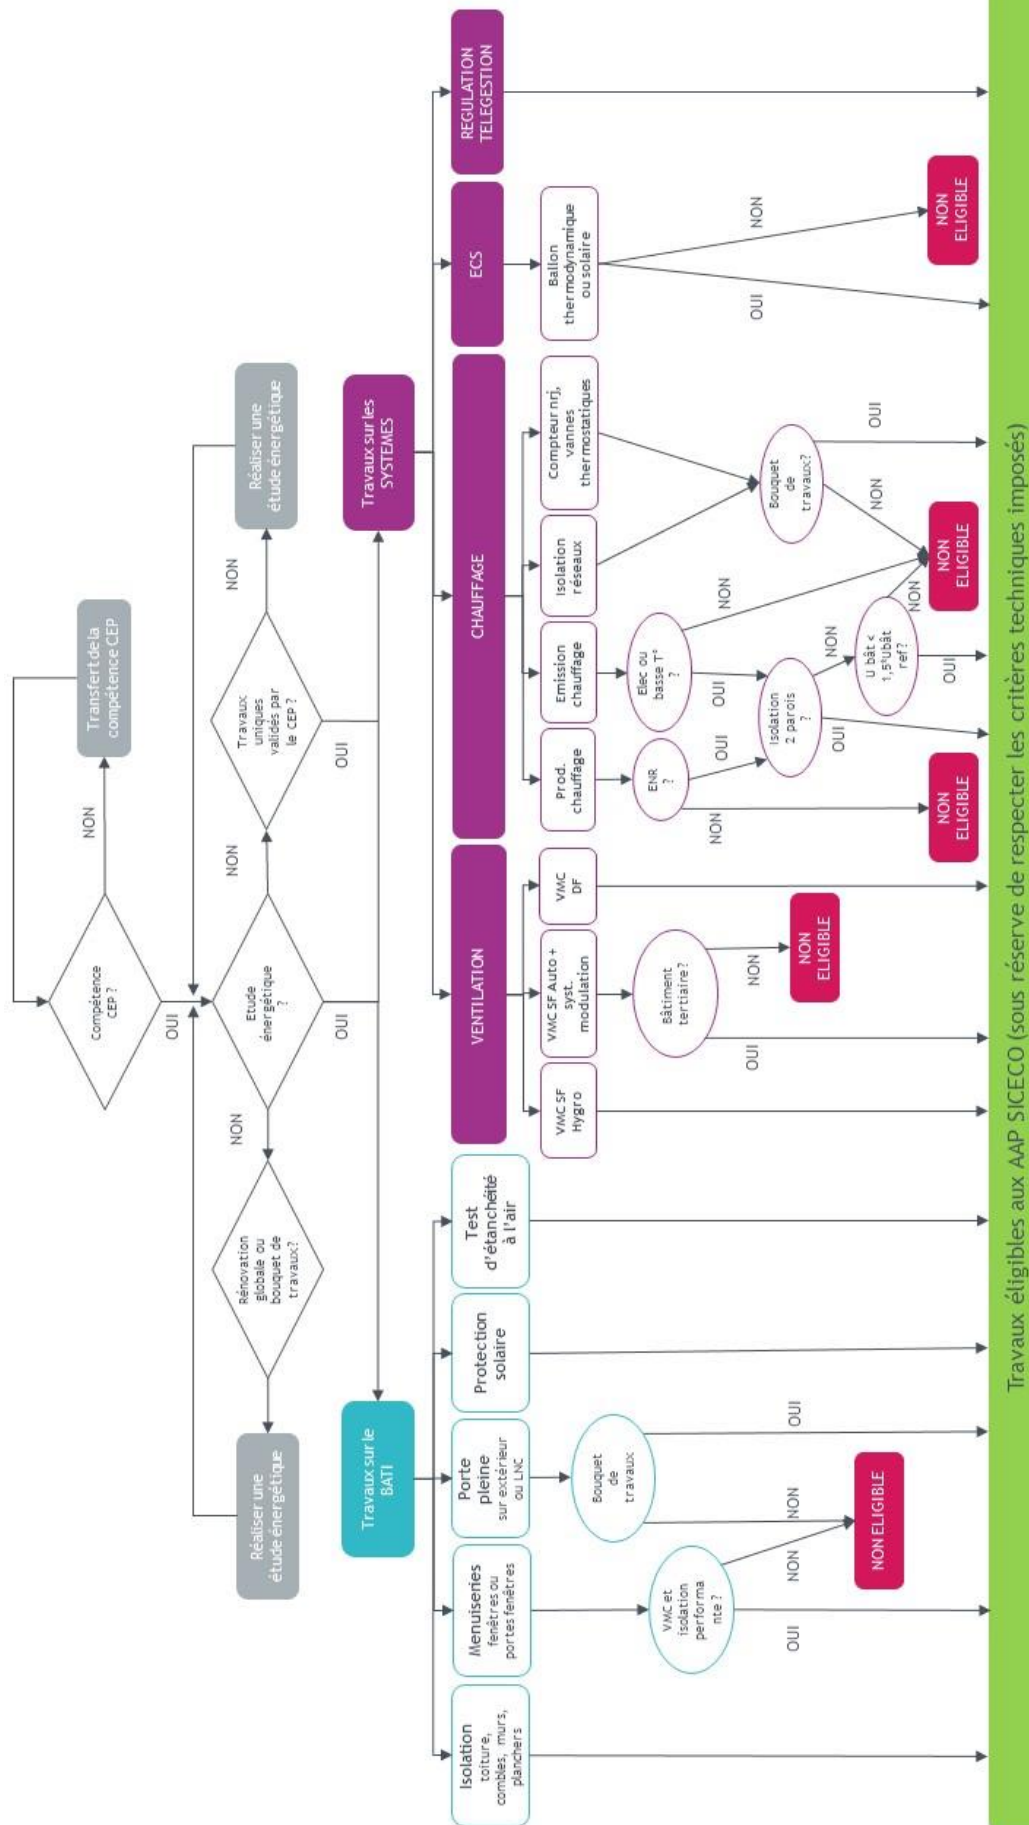 Compétence
CEP ?
NON
Transfert de la
compétence CEP
OUI
Réaliser une
étude énergétique
Rénovation
globale ou
bouquet de
travaux?
NON
Etude
énergétique
?
NON
Travaux
uniques
validés par
le CEP ?
NON
Réaliser une
étude énergétique
OUI
OUI
Travaux sur le
BATI
Travaux sur les
SYSTEMES
Isolation
toiture,
combles, murs,
planchers
Menuiseries
fenêtres ou
portes fenêtres
Porte
pleine
sur extérieur
ou LNC
Protection
solaire
Test
d'étanchéité
à l'air
VENTILATION
CHAUFFAGE
ECS
REGULATION
TELEGESTION
VMC SF
Hygro
VMC SF Auto +
syst.
modulation
VMC
DF
Prod.
chauffage
Emission
chauffage
Isolation
réseaux
Compteur nrj,
vannes
thermostatiques
Ballon
thermodynamique
ou solaire
VMC et
isolation
performa
nte ?
Bouquet
de
travaux
Bâtiment
tertiaire ?
ENR
?
Elec ou
basse T°
?
Isolation
2 parois
?
Bouquet
de
travaux?
U bât <
1,5*Ubât
ref ?
OUI
NON
NON
OUI
OUI
NON
NON
OUI
OUI
OUI
NON
NON
NON
OUI
NON
OUI
OUI
NON
NON ELIGIBLE
NON
ELIGIBLE
NON
ELIGIBLE
NON
ELIGIBLE
NON
ELIGIBLE
Travaux éligibles aux AAP SICECO (sous réserve de respecter les critères techniques imposés)